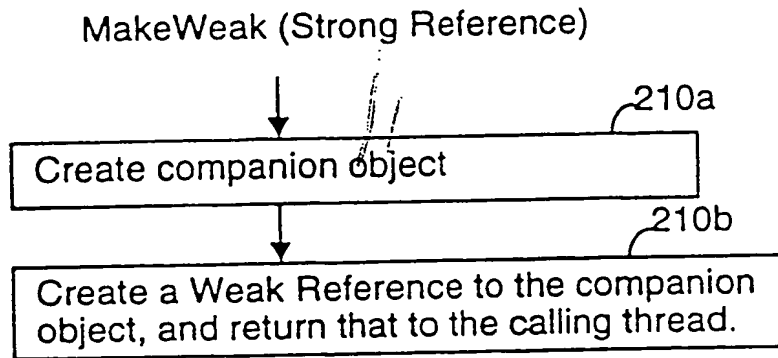 MakeWeak (Strong Reference)
210a
Create companion object
210b
Create a Weak Reference to the companion
object, and return that to the calling thread.